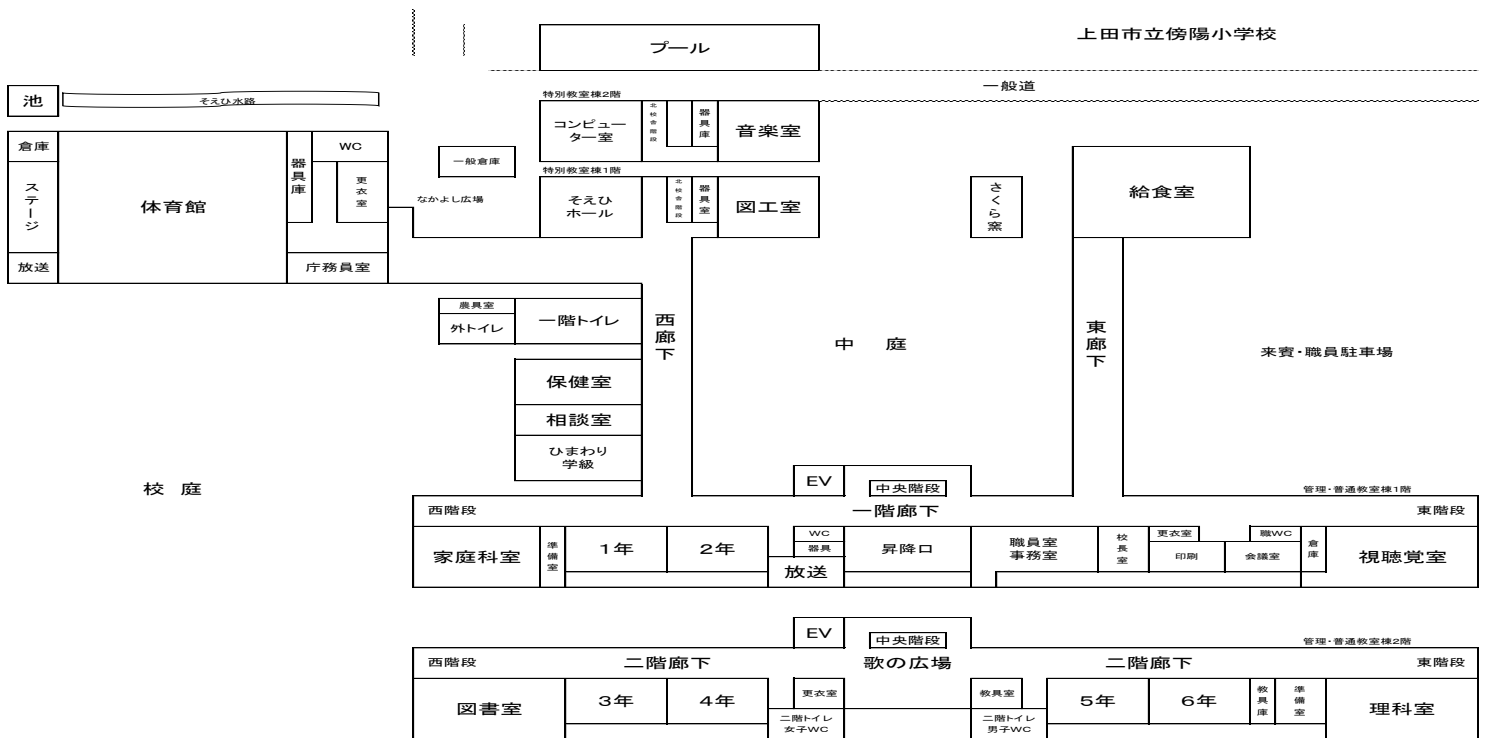 上田市立傍陽小学校
プール
一般道
池
そえひ水路
特別教室棟2階
コンピュー
ター室
北校舎階段
器具庫
音楽室
倉庫
ステージ
放送
体育館
器具庫
WC
更衣室
庁務員室
一般倉庫
なかよし広場
特別教室棟1階
そえひ
ホール
北校舎階段
器具室
図工室
さくら窯
給食室
農具室
外トイレ
一階トイレ
西廊下
中　庭
東廊下
来賓・職員駐車場
保健室
相談室
ひまわり
学級
校　庭
EV
中央階段
管理・普通教室棟1階
西階段
一階廊下
東階段
家庭科室
準備室
1年
2年
WC
器具
放送
昇降口
職員室
事務室
校長室
更衣室
印刷
職WC
会議室
倉庫
視聴覚室
EV
中央階段
管理・普通教室棟2階
西階段
二階廊下
歌の広場
二階廊下
東階段
図書室
3年
4年
更衣室
二階トイレ
女子WC
教具室
二階トイレ
男子WC
5年
6年
教具庫
準備室
理科室